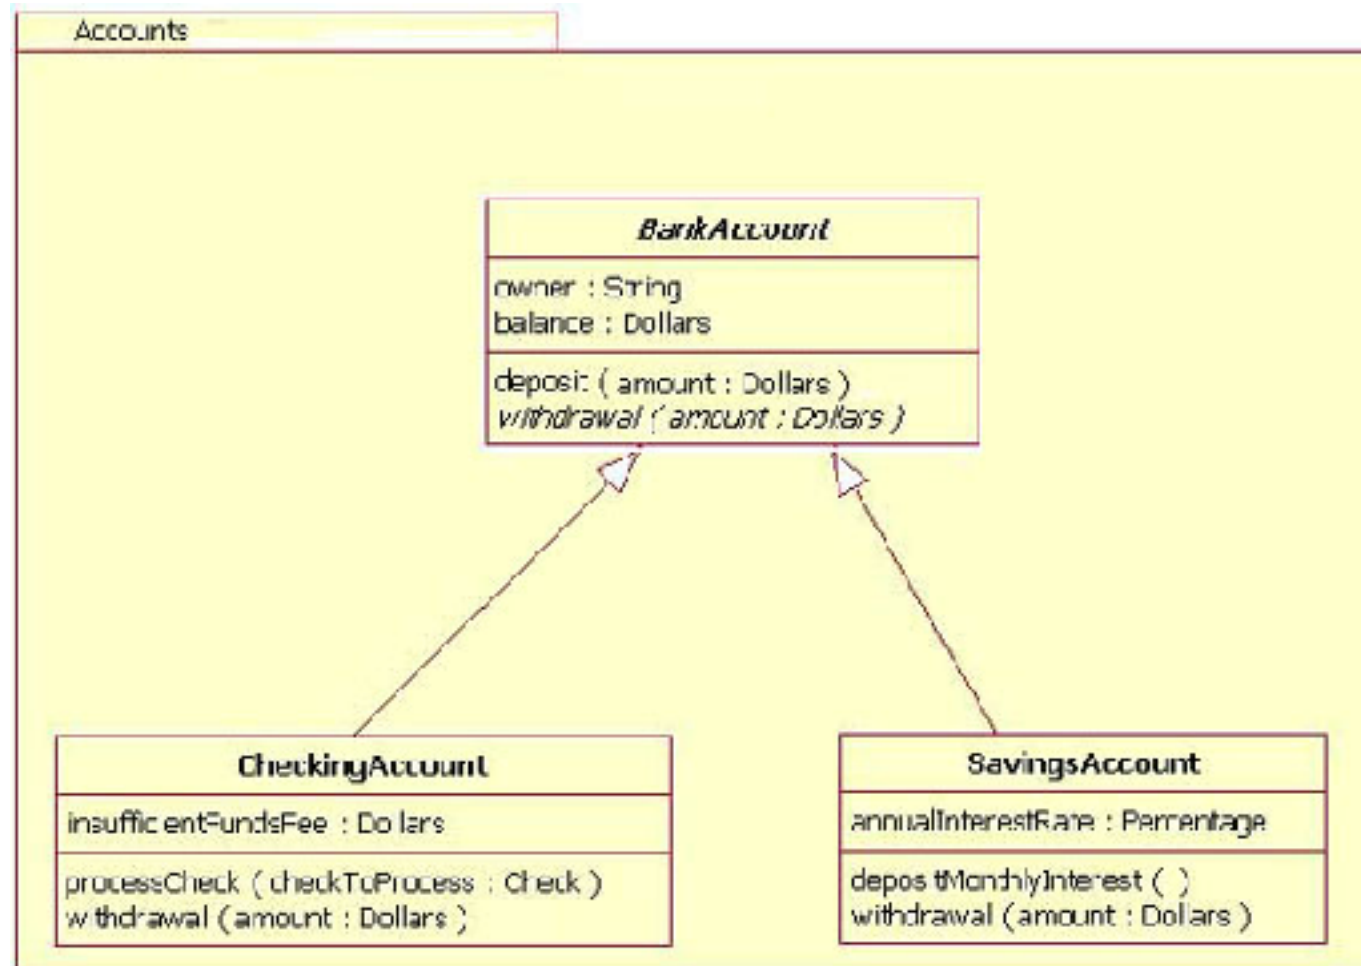 Accounts
BankAccount
owner : String
balance : Dollars
deposit ( amount : Dollars )
withdrawal ( amount : Dollars )
CheckingAccount
insufficientFundsFee : Dollars
processCheck ( checkToProcess : Check )
withdrawal ( amount : Dollars )
SavingsAccount
annualInterestRate : Percentage
depositMonthlyInterest ( )
withdrawal ( amount : Dollars )